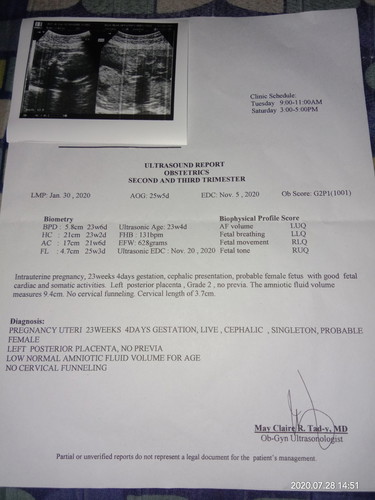 Clinic Schedule:
Tuesday 9:00-11:00AM
Saturday 3:00-5:00PM
ULTRASOUND REPORT
OBSTETRICS
SECOND AND THIRD TRIMESTER
LMP: Jan. 30 , 2020 AOG: 25w5d EDC: Nov. 5 , 2020 Ob Score: G2P1(1001)
Biometry Biophysical Profile Score
BPD : 5.8cm 23w6d Ultrasonic Age: 23w4d AF volume LUQ
HC : 21cm 23w2d FHB : 131bpm Fetal breathing LLQ
AC : 17cm 21w6d EFW: 628grams Fetal movement RLQ
FL : 4.7cm 25w3d Ultrasonic EDC : Nov. 20 , 2020 Fetal tone RUQ
Intrauterine pregnancy, 23weeks 4days gestation, cephalic presentation, probable female fetus with good fetal
cardiac and somatic activities. Left posterior placenta , Grade 2 , no previa. The amniotic fluid volume
measures 9.4cm. No cervical funneling. Cervical length of 3.7cm.
Diagnosis:
PREGNANCY UTERI 23WEEKS 4DAYS GESTATION, LIVE , CEPHALIC , SINGLETON, PROBABLE
FEMALE
LEFT POSTERIOR PLACENTA, NO PREVIA
LOW NORMAL AMNIOTIC FLUID VOLUME FOR AGE
NO CERVICAL FUNNELING
May Claire R. Tad-y, MD
Ob-Gyn Ultrasonologist
Partial or unverified reports do not represent a legal document for the patient's management.
2020.07.28 14:51